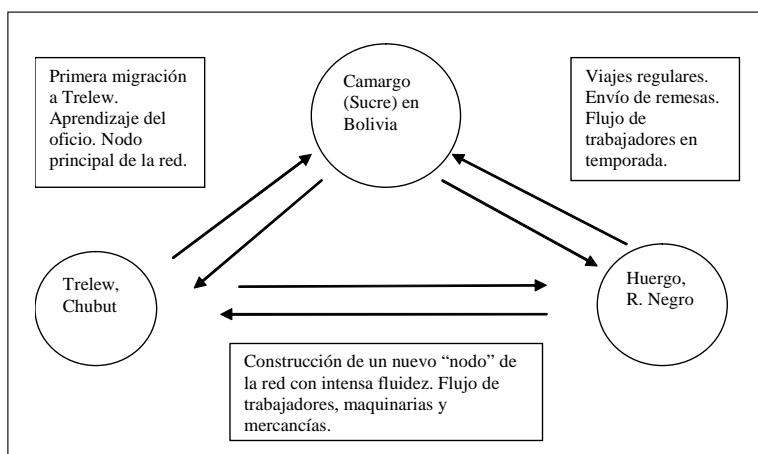 Primera migración
a Trelew.
Aprendizaje del
oficio. Nodo
principal de la red.
Camargo
(Sucre) en
Bolivia
Viajes regulares.
Envío de remesas.
Flujo de
trabajadores en
temporada.
Trelew,
Chubut
Huergo,
R. Negro
Construcción de un nuevo “nodo” de
la red con intensa fluidez. Flujo de
trabajadores, maquinarias y
mercancías.